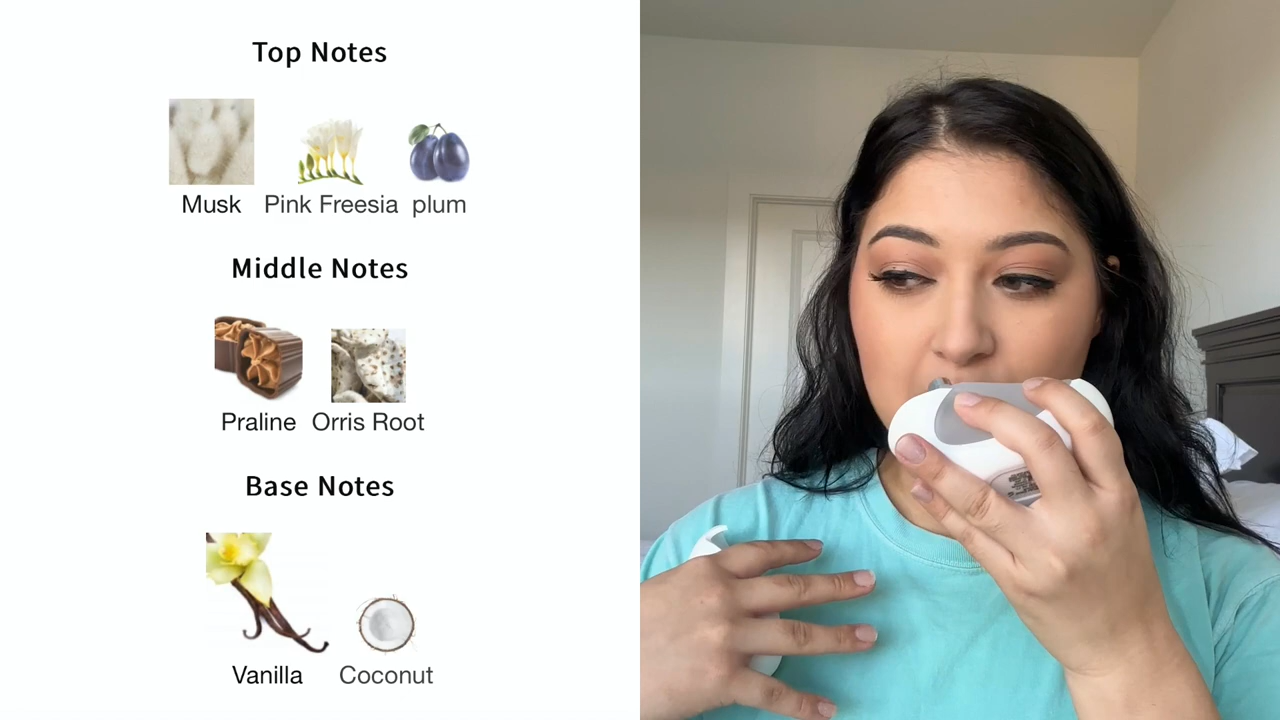 Top Notes
Musk Pink Freesia plum
Middle Notes
Praline Orris Root
Base Notes
Vanilla Coconut